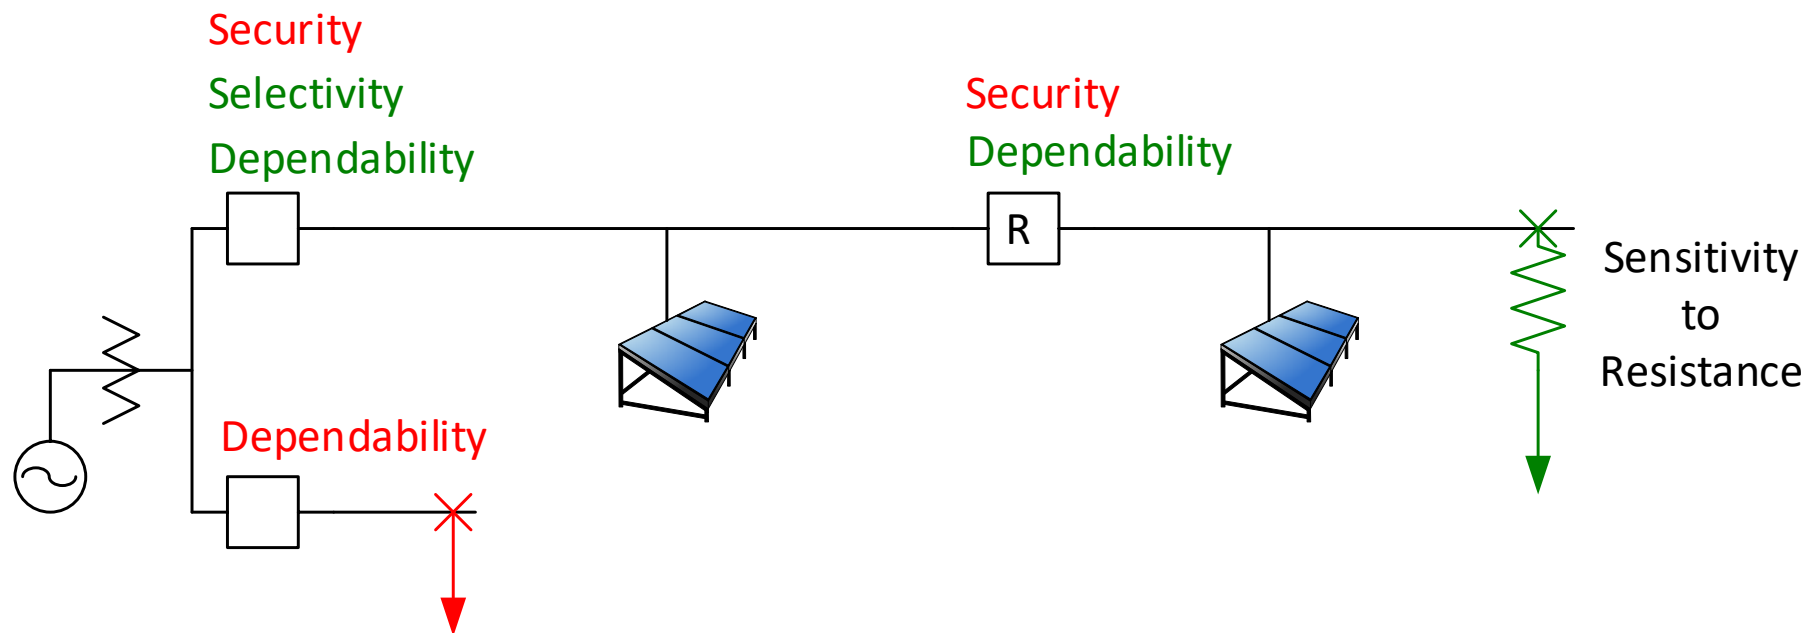 Security
Selectivity
Dependability
Security
Dependability
R
Sensitivity
to
Resistance
Dependability